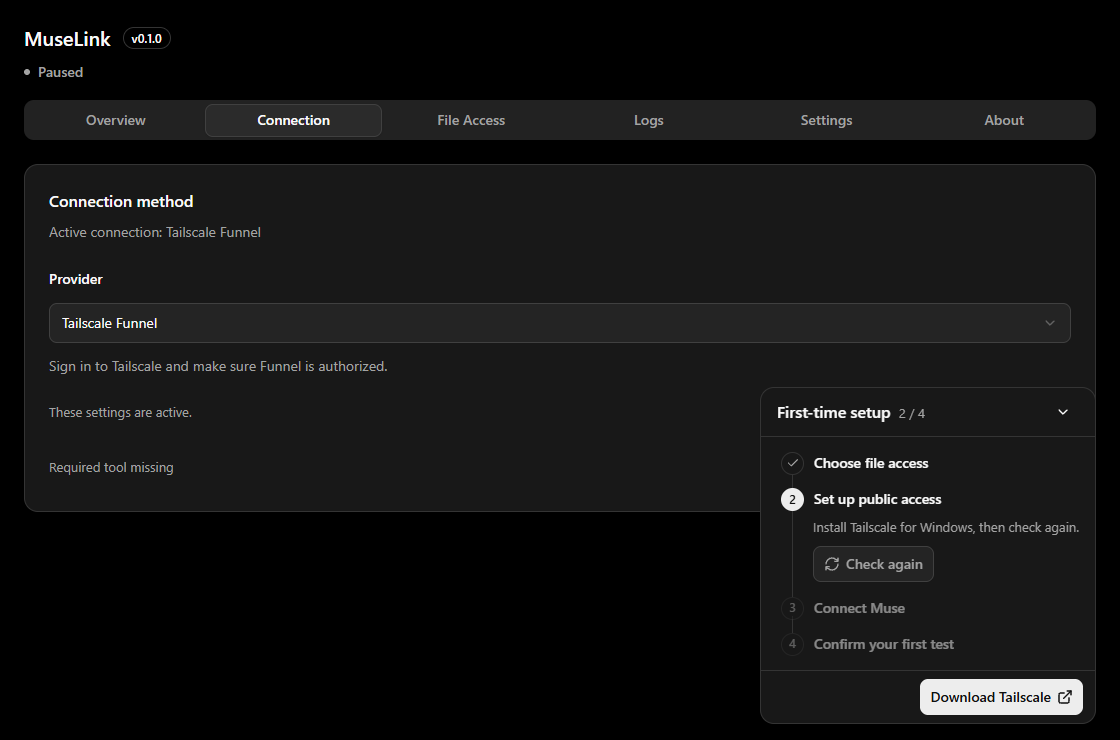 MuseLink v0.1.0
Paused
Overview Connection File Access Logs Settings About
Connection method
Active connection: Tailscale Funnel
Provider
Tailscale Funnel
Sign in to Tailscale and make sure Funnel is authorized.
These settings are active.
Required tool missing
First-time setup 2 / 4
Choose file access
2 Set up public access
Install Tailscale for Windows, then check again.
Check again
3 Connect Muse
4 Confirm your first test
Download Tailscale